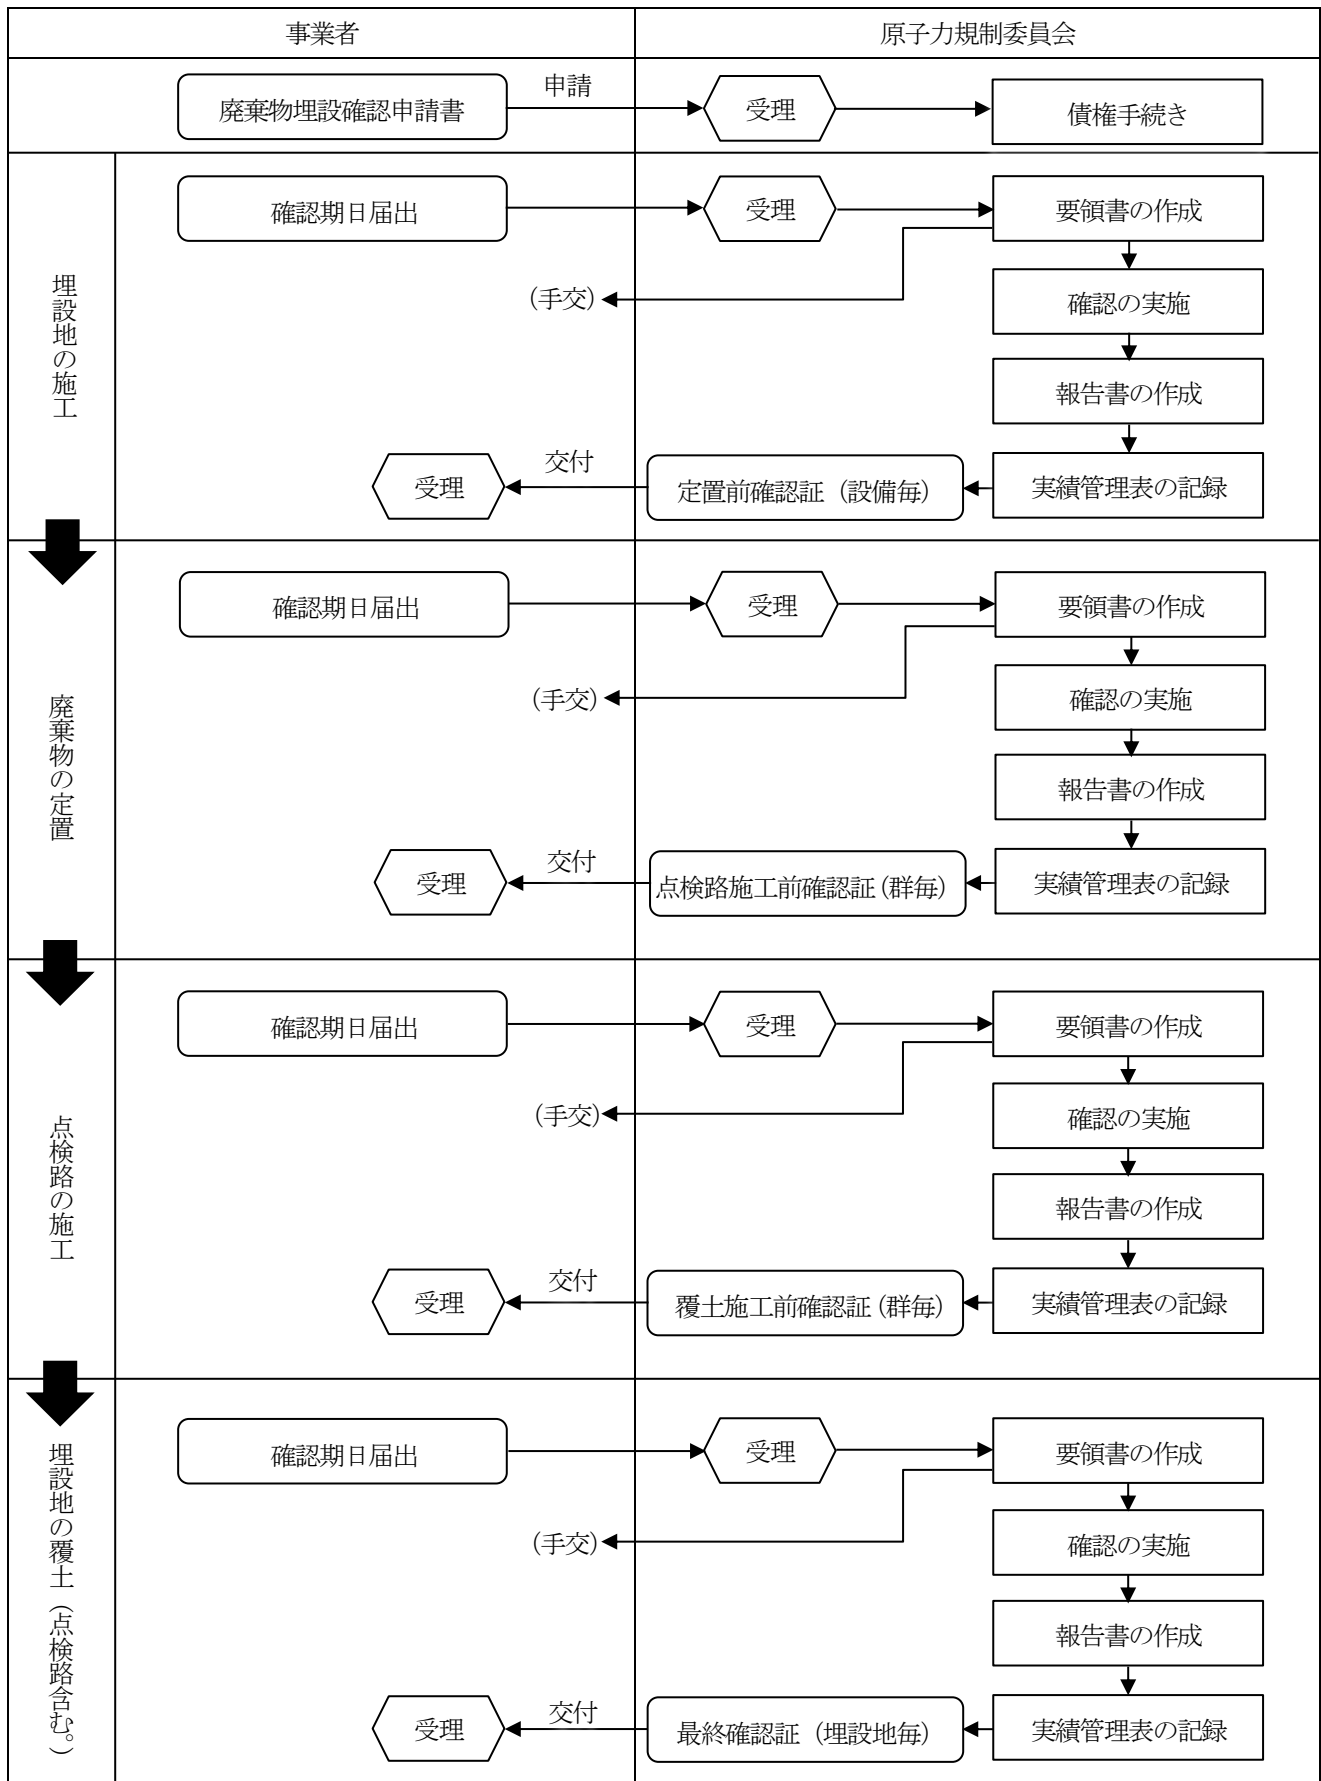 事業者
原子力規制委員会
廃棄物埋設確認申請書
申請
受理
債権手続き
埋設地の施工
確認期日届出
受理
要領書の作成
(手交)
確認の実施
報告書の作成
受理
交付
定置前確認証（設備毎）
実績管理表の記録
廃棄物の定置
確認期日届出
受理
要領書の作成
(手交)
確認の実施
報告書の作成
受理
交付
点検路施工前確認証（群毎）
実績管理表の記録
点検路の施工
確認期日届出
受理
要領書の作成
(手交)
確認の実施
報告書の作成
受理
交付
覆土施工前確認証（群毎）
実績管理表の記録
埋設地の覆土（点検路含む。）
確認期日届出
受理
要領書の作成
(手交)
確認の実施
報告書の作成
受理
交付
最終確認証（埋設地毎）
実績管理表の記録